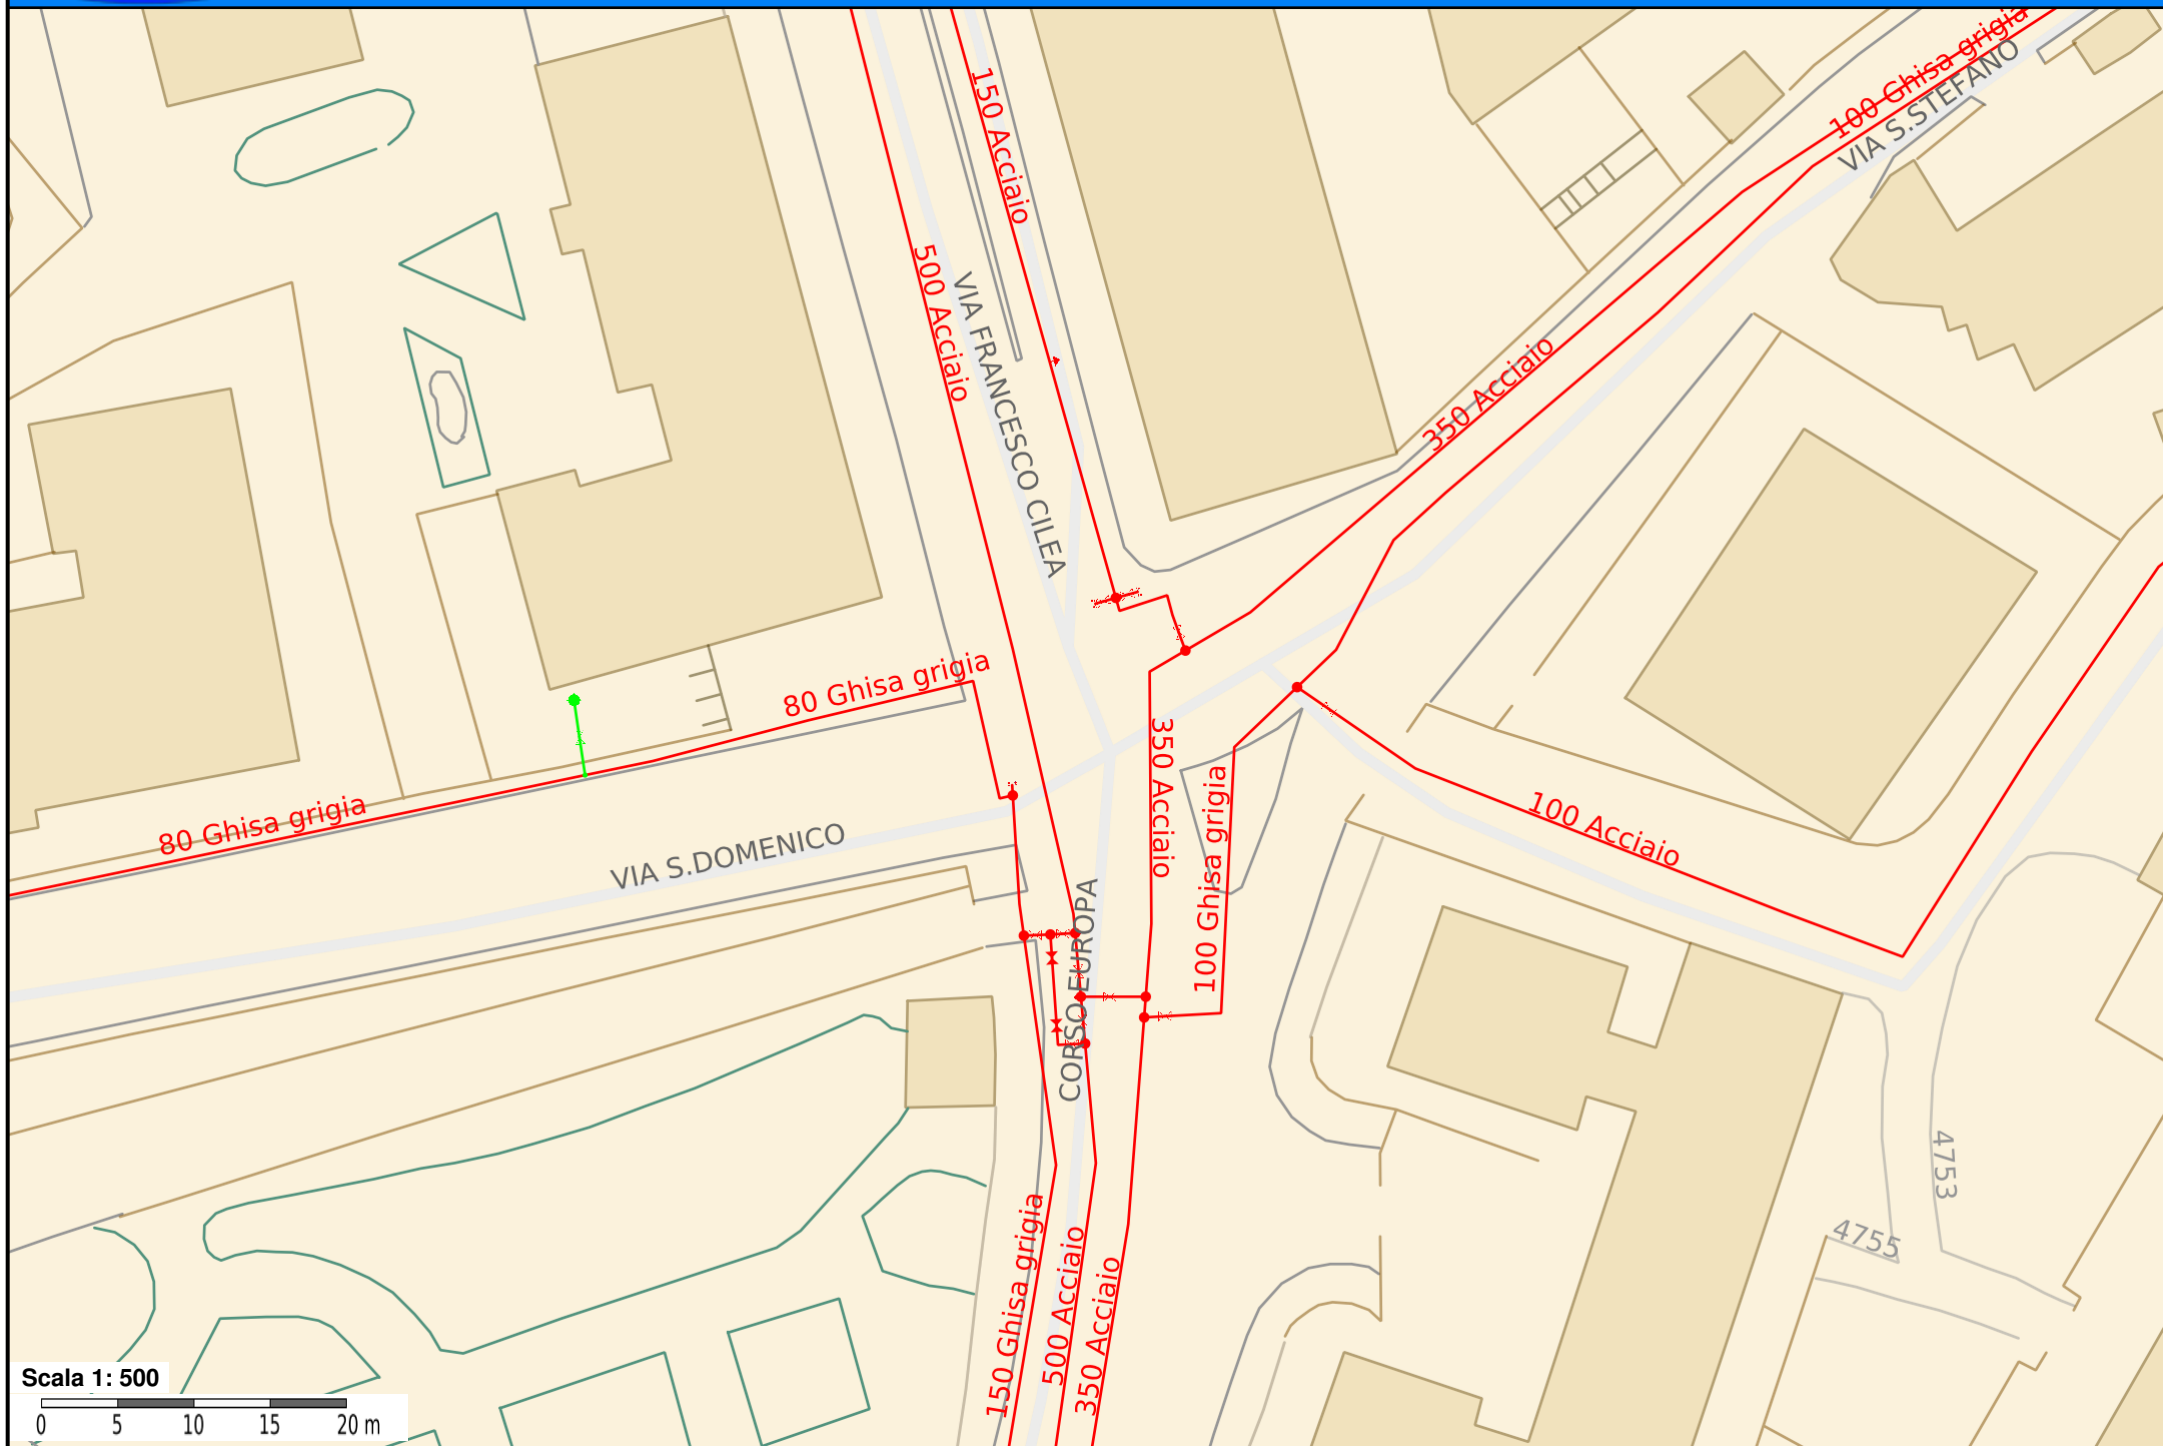 100 Ghisa grigia
VIA S.STEFANO
150 Acciaio
500 Acciaio
VIA FRANCESCO CILEA
350 Acciaio
80 Ghisa grigia
350 Acciaio
100 Ghisa grigia
80 Ghisa grigia
VIA S.DOMENICO
100 Acciaio
CORSO EUROPA
4753
4755
150 Ghisa grigia
500 Acciaio
350 Acciaio
Scala 1: 500
0 5 10 15 20 m